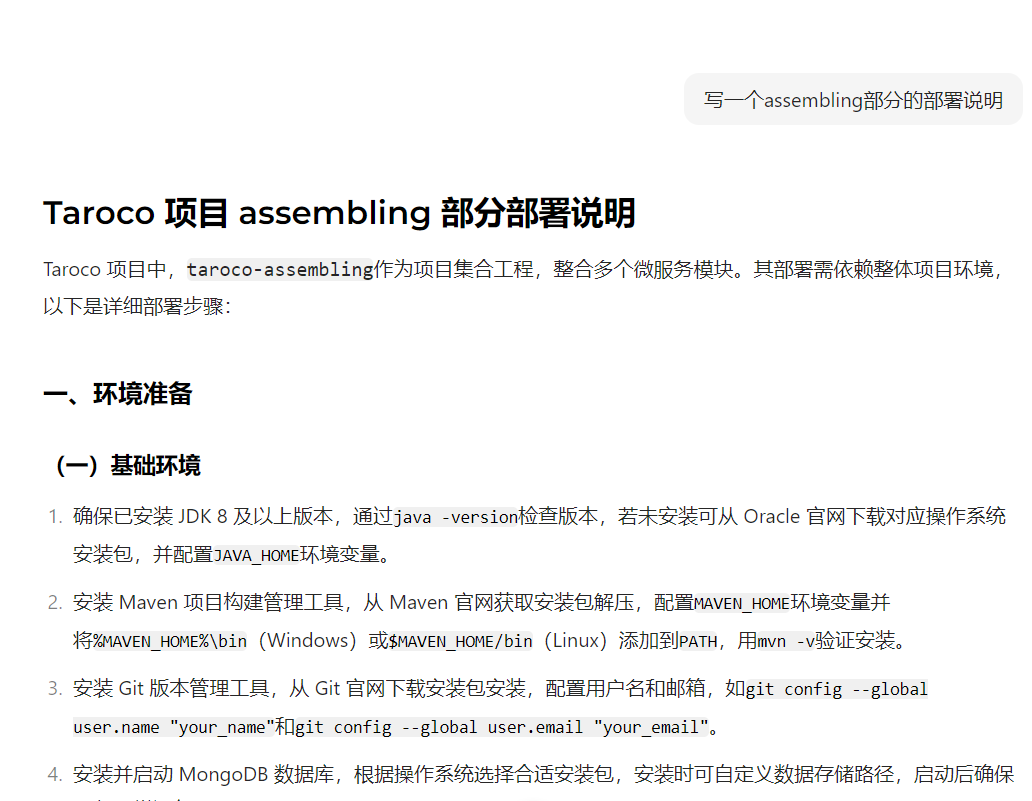 写一个assembling部分的部署说明
Taroco 项目 assembling 部分部署说明
Taroco 项目中，taroco-assembling作为项目集合工程，整合多个微服务模块。其部署需依赖整体项目环境，
以下是详细部署步骤：
一、环境准备
（一）基础环境
1. 确保已安装 JDK 8 及以上版本，通过java -version检查版本，若未安装可从 Oracle 官网下载对应操作系统
安装包，并配置JAVA_HOME环境变量。
2. 安装 Maven 项目构建管理工具，从 Maven 官网获取安装包解压，配置MAVEN_HOME环境变量并
将%MAVEN_HOME%\bin（Windows）或$MAVEN_HOME/bin（Linux）添加到PATH，用mvn -v验证安装。
3. 安装 Git 版本管理工具，从 Git 官网下载安装包安装，配置用户名和邮箱，如git config --global
user.name "your_name"和git config --global user.email "your_email"。
4. 安装并启动 MongoDB 数据库，根据操作系统选择合适安装包，安装时可自定义数据存储路径，启动后确保